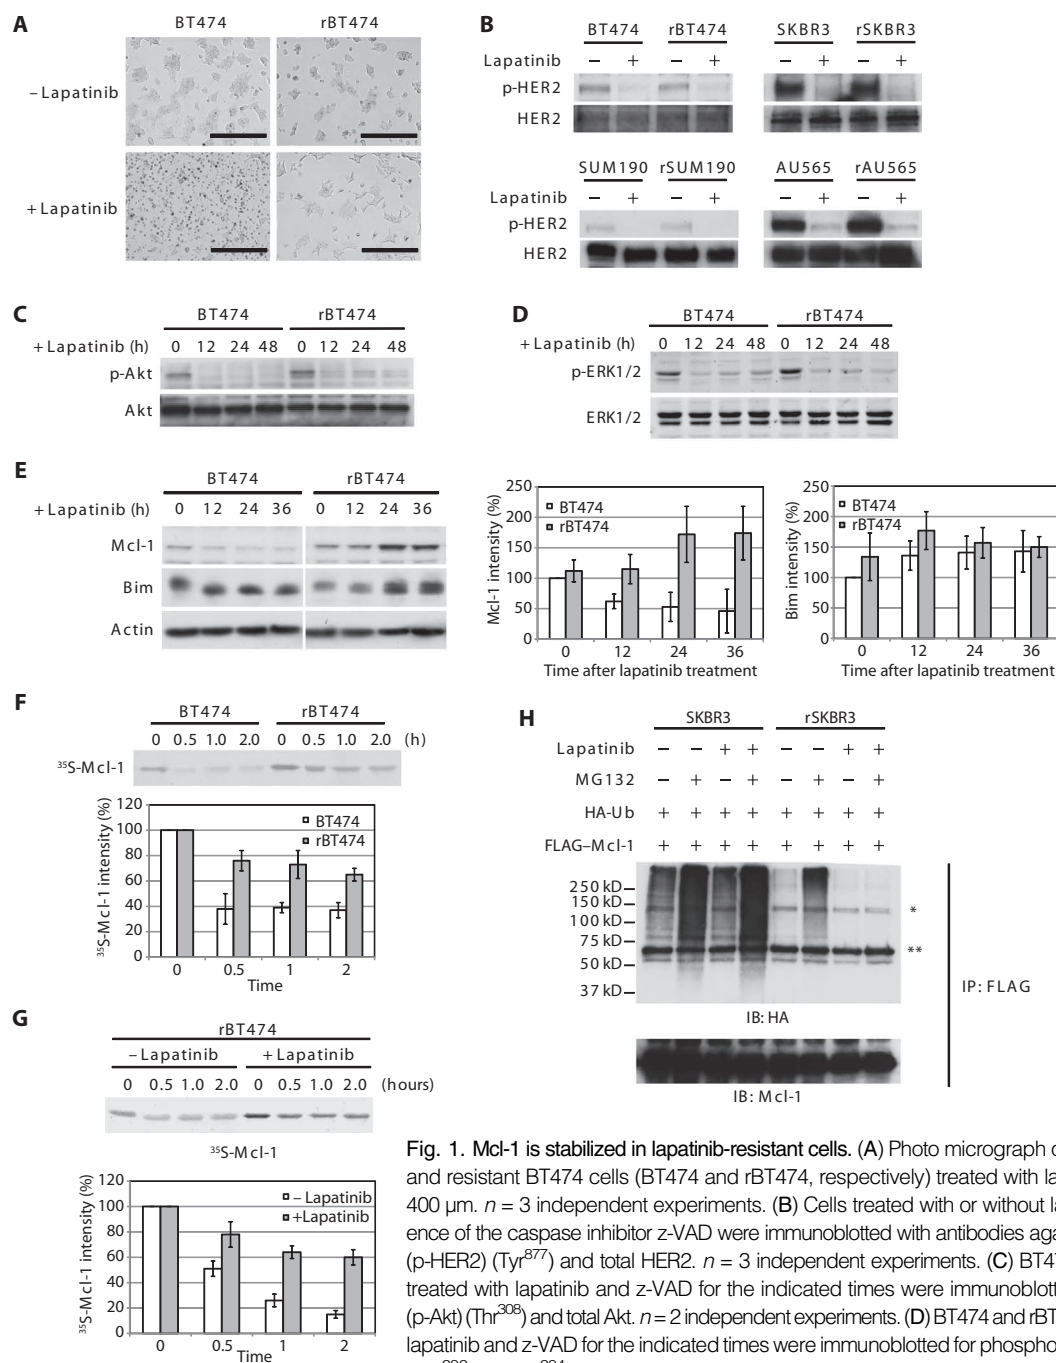 A
BT474 rBT474
– Lapatinib
+ Lapatinib
B
BT474 rBT474 SKBR3 rSKBR3
Lapatinib – + – + – + – +
p-HER2
HER2
SUM190 rSUM190 AU565 rAU565
Lapatinib – + – + – + – +
p-HER2
HER2
C
BT474 rBT474
+ Lapatinib (h) 0 12 24 48 0 12 24 48
p-Akt
Akt
D
BT474 rBT474
+ Lapatinib (h) 0 12 24 48 0 12 24 48
p-ERK1/2
ERK1/2
E
BT474 rBT474
+ Lapatinib (h) 0 12 24 36 0 12 24 36
Mcl-1
Bim
Actin
Mcl-1 intensity (%)
250
200
150
100
50
0
BT474
rBT474
0 12 24 36
Time after lapatinib treatment
Bim intensity (%)
250
200
150
100
50
0
BT474
rBT474
0 12 24 36
Time after lapatinib treatment
F
BT474 rBT474
0 0.5 1.0 2.0 0 0.5 1.0 2.0 (h)
³⁵S-Mcl-1
³⁵S-Mcl-1 intensity (%)
120
100
80
60
40
20
0
BT474
rBT474
0 0.5 1 2
Time
G
rBT474
– Lapatinib + Lapatinib
0 0.5 1.0 2.0 0 0.5 1.0 2.0 (hours)
³⁵S-Mcl-1
³⁵S-Mcl-1 intensity (%)
120
100
80
60
40
20
0
– Lapatinib
+Lapatinib
0 0.5 1 2
Time
H
SKBR3 rSKBR3
Lapatinib – – + + – – + +
MG132 – + – + – + – +
HA-Ub + + + + + + + +
FLAG–Mcl-1 + + + + + + + +
250 kD
150 kD
100 kD
75 kD
50 kD
37 kD
*
**
IP: FLAG
IB: HA
IB: Mcl-1
Fig. 1. Mcl-1 is stabilized in lapatinib-resistant cells. (A) Photo micrograph
and resistant BT474 cells (BT474 and rBT474, respectively) treated with
400 μm. n = 3 independent experiments. (B) Cells treated with or without
ence of the caspase inhibitor z-VAD were immunoblotted with antibodies
(p-HER2) (Tyr⁸⁷⁷) and total HER2. n = 3 independent experiments. (C)
treated with lapatinib and z-VAD for the indicated times were
(p-Akt) (Thr³⁰⁸) and total Akt. n = 2 independent experiments. (D) BT474 and
lapatinib and z-VAD for the indicated times were immunoblotted for